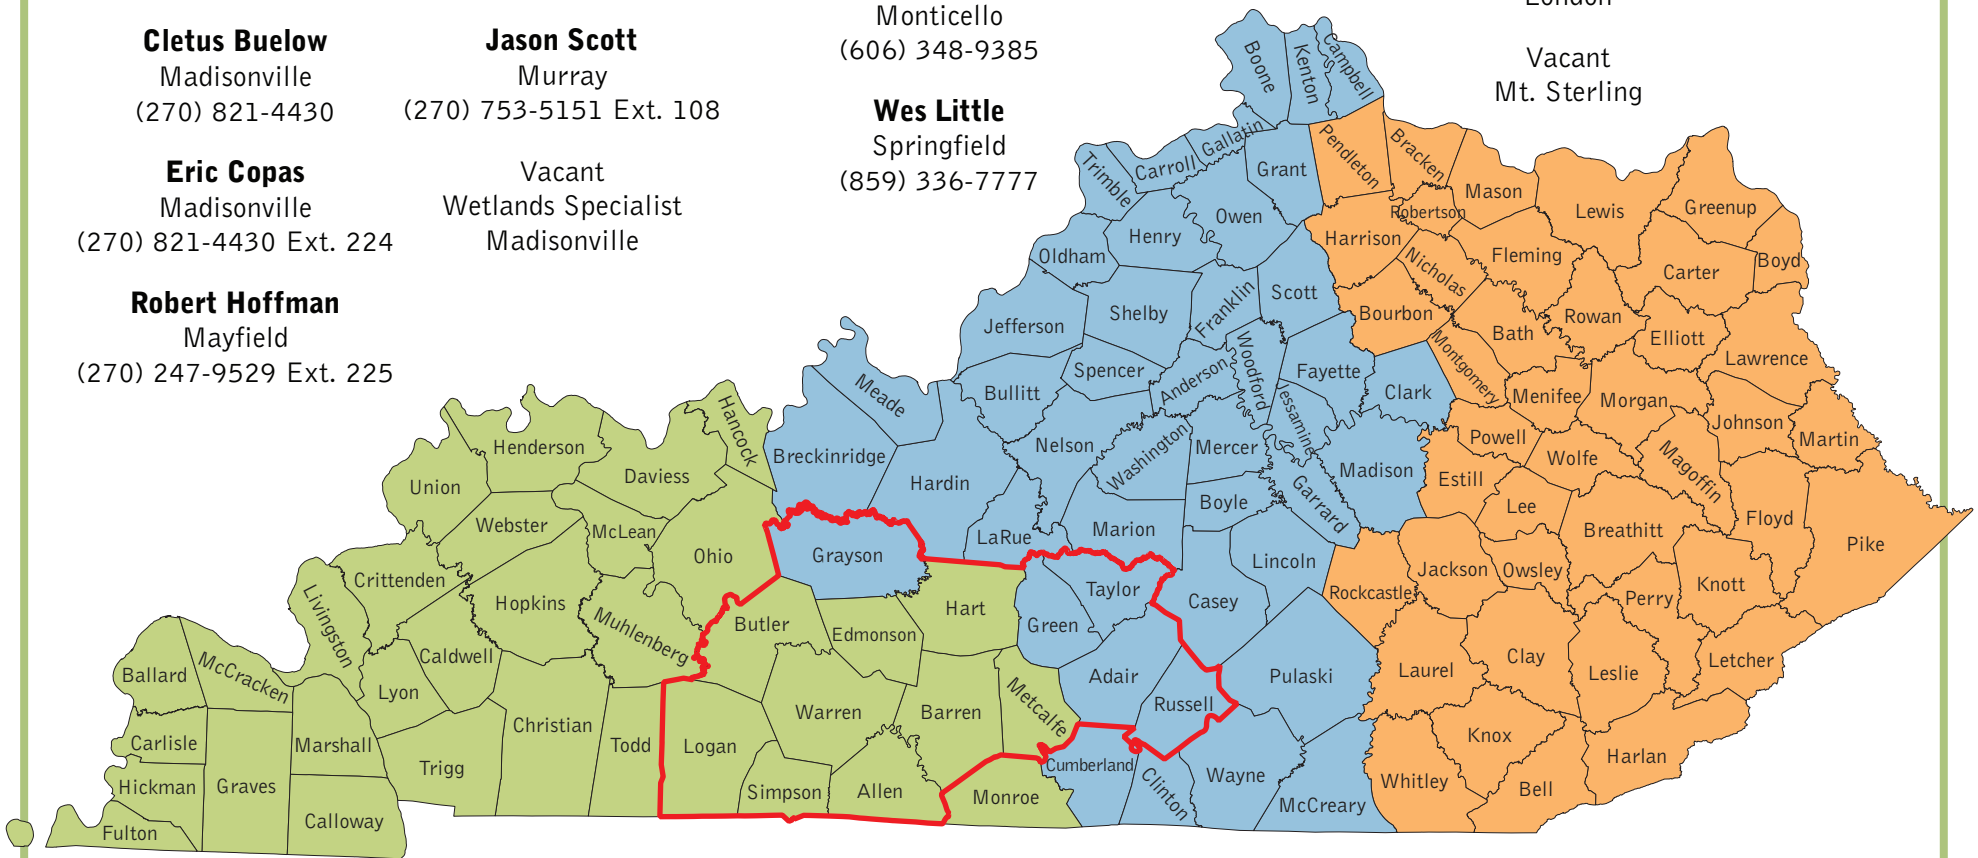 Cletus Buelow
Madisonville
(270) 821-4430
Eric Copas
Madisonville
(270) 821-4430 Ext. 224
Robert Hoffman
Mayfield
(270) 247-9529 Ext. 225
Jason Scott
Murray
(270) 753-5151 Ext. 108
Vacant
Wetlands Specialist
Madisonville
Monticello
(606) 348-9385
Wes Little
Springfield
(859) 336-7777
London
Vacant
Mt. Sterling
Boone
Kenton
Campbell
Gallatin
Carroll
Trimble
Grant
Pendleton
Bracken
Mason
Robertson
Lewis
Greenup
Owen
Henry
Harrison
Oldham
Nicholas
Fleming
Carter
Boyd
Scott
Franklin
Shelby
Jefferson
Bourbon
Bath
Rowan
Elliott
Lawrence
Montgomery
Woodford
Spencer
Anderson
Fayette
Clark
Bullitt
Jessamine
Menifee
Morgan
Johnson
Martin
Meade
Hancock
Breckinridge
Nelson
Washington
Mercer
Madison
Powell
Wolfe
Magoffin
Henderson
Daviess
Union
Hardin
Boyle
Garrard
Estill
Lee
Floyd
Webster
McLean
Ohio
Grayson
LaRue
Marion
Lincoln
Breathitt
Pike
Crittenden
Livingston
Hopkins
Muhlenberg
Butler
Edmonson
Hart
Taylor
Green
Casey
Rockcastle
Jackson
Owsley
Perry
Knott
Ballard
McCracken
Lyon
Caldwell
Christian
Todd
Logan
Warren
Barren
Metcalfe
Adair
Russell
Pulaski
Laurel
Clay
Leslie
Letcher
Carlisle
Marshall
Hickman
Graves
Trigg
Simpson
Allen
Monroe
Cumberland
Clinton
Wayne
McCreary
Whitley
Knox
Bell
Harlan
Fulton
Calloway